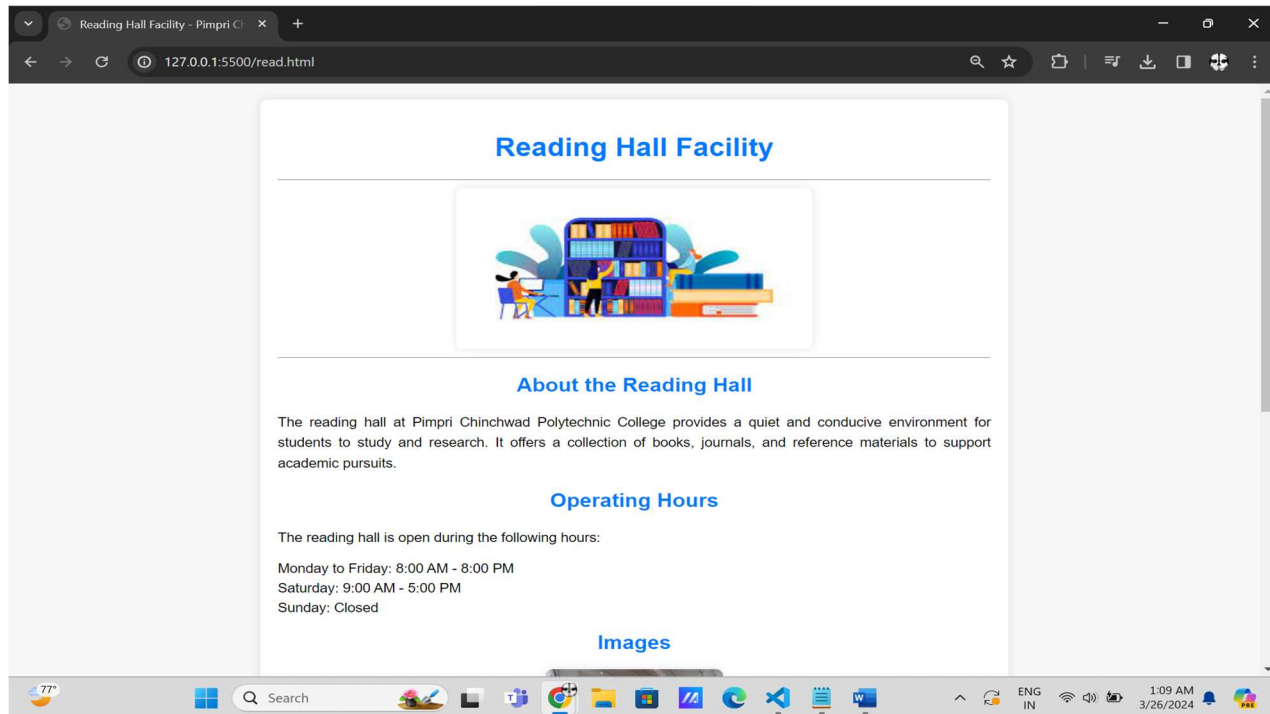 Reading Hall Facility - Pimpri Ch
127.0.0.1:5500/read.html
Reading Hall Facility
About the Reading Hall
The reading hall at Pimpri Chinchwad Polytechnic College provides a quiet and conducive environment for
students to study and research. It offers a collection of books, journals, and reference materials to support
academic pursuits.
Operating Hours
The reading hall is open during the following hours:
Monday to Friday: 8:00 AM - 8:00 PM
Saturday: 9:00 AM - 5:00 PM
Sunday: Closed
Images
77°
Search
ENG
IN
1:09 AM
3/26/2024
PRE